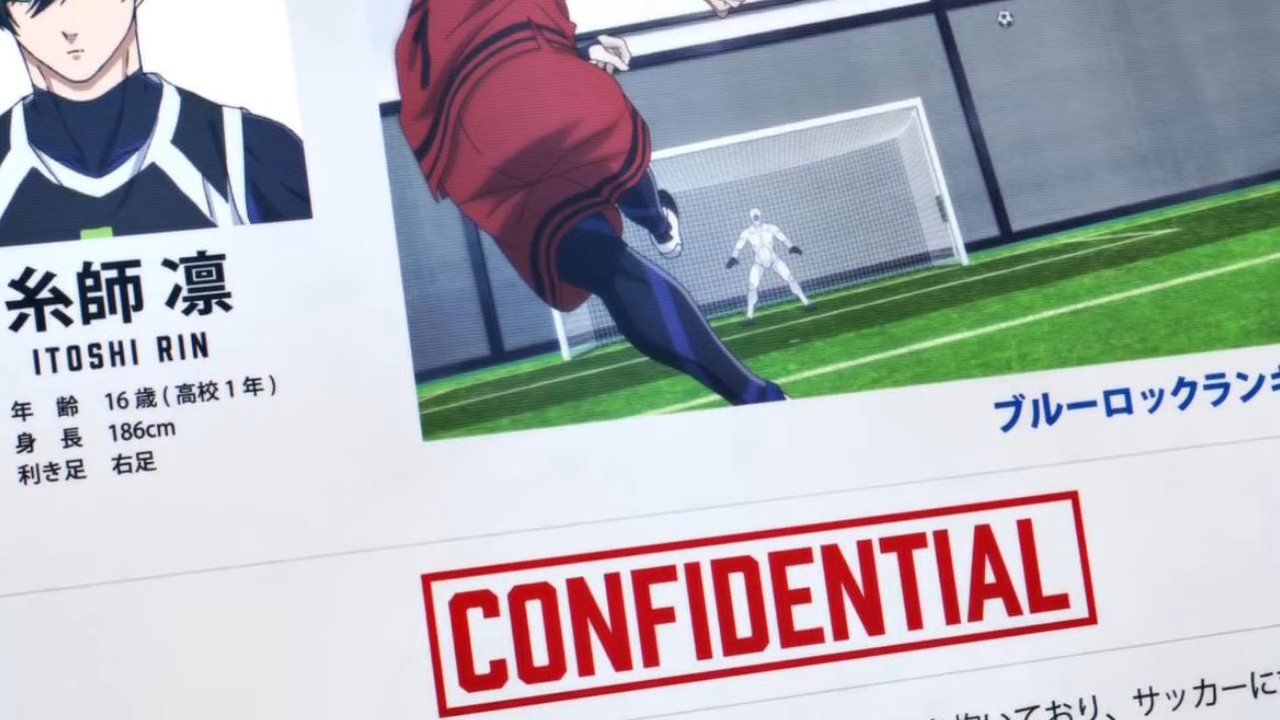 糸師 凛
ITOSHI RIN
年 齢 16歳(高校1年)
身 長 186cm
利き足 右足
ブルーロックラン
CONFIDENTIAL
いており、サッカーに